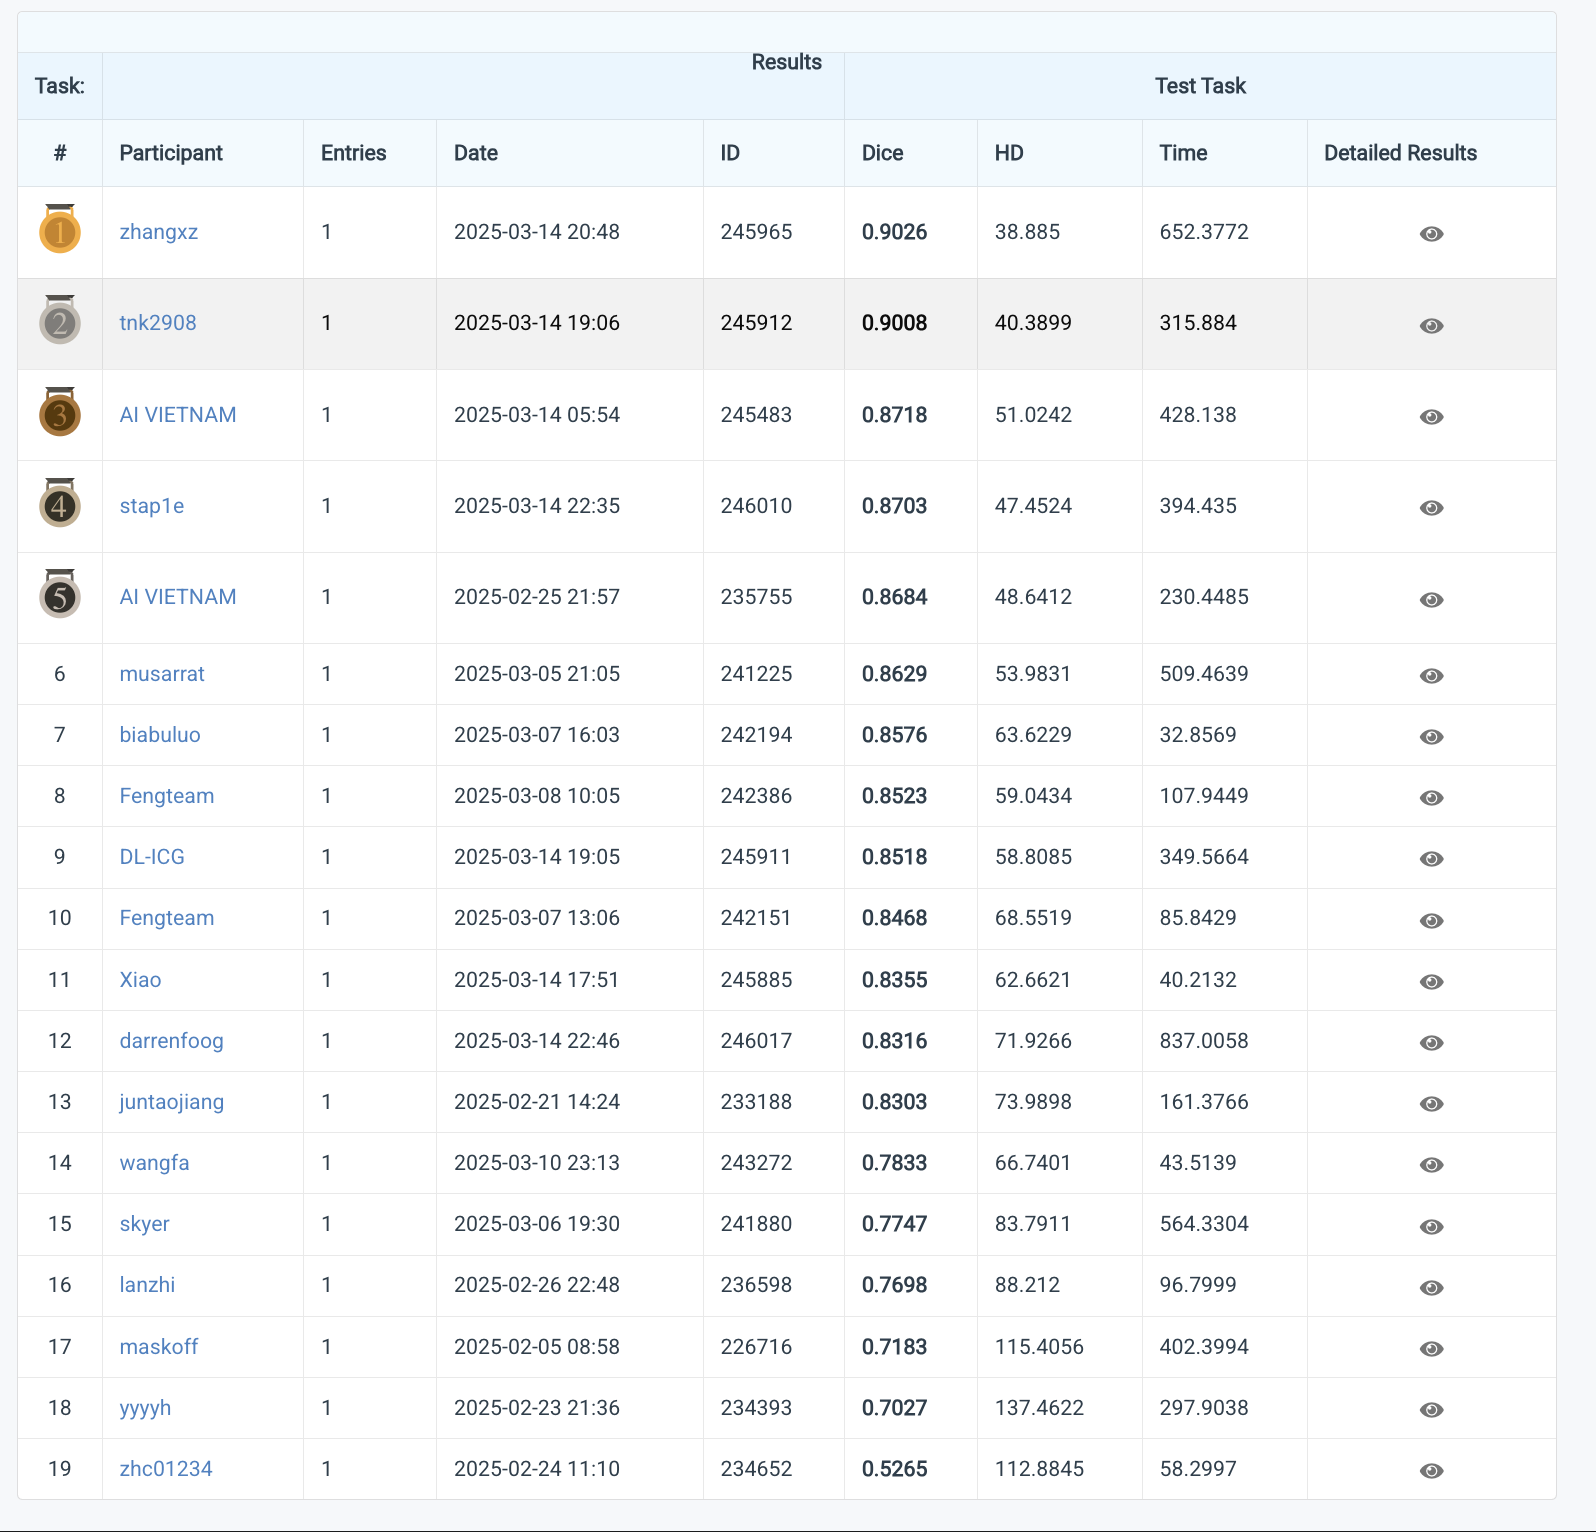 Results
Task: Test Task
# Participant Entries Date ID Dice HD Time Detailed Results
1 zhangxz 1 2025-03-14 20:48 245965 0.9026 38.885 652.3772
2 tnk2908 1 2025-03-14 19:06 245912 0.9008 40.3899 315.884
3 AI VIETNAM 1 2025-03-14 05:54 245483 0.8718 51.0242 428.138
4 stap1e 1 2025-03-14 22:35 246010 0.8703 47.4524 394.435
5 AI VIETNAM 1 2025-02-25 21:57 235755 0.8684 48.6412 230.4485
6 musarrat 1 2025-03-05 21:05 241225 0.8629 53.9831 509.4639
7 biabuluo 1 2025-03-07 16:03 242194 0.8576 63.6229 32.8569
8 Fengteam 1 2025-03-08 10:05 242386 0.8523 59.0434 107.9449
9 DL-ICG 1 2025-03-14 19:05 245911 0.8518 58.8085 349.5664
10 Fengteam 1 2025-03-07 13:06 242151 0.8468 68.5519 85.8429
11 Xiao 1 2025-03-14 17:51 245885 0.8355 62.6621 40.2132
12 darrenfoog 1 2025-03-14 22:46 246017 0.8316 71.9266 837.0058
13 juntaojiang 1 2025-02-21 14:24 233188 0.8303 73.9898 161.3766
14 wangfa 1 2025-03-10 23:13 243272 0.7833 66.7401 43.5139
15 skyer 1 2025-03-06 19:30 241880 0.7747 83.7911 564.3304
16 lanzhi 1 2025-02-26 22:48 236598 0.7698 88.212 96.7999
17 maskoff 1 2025-02-05 08:58 226716 0.7183 115.4056 402.3994
18 yyyyh 1 2025-02-23 21:36 234393 0.7027 137.4622 297.9038
19 zhc01234 1 2025-02-24 11:10 234652 0.5265 112.8845 58.2997